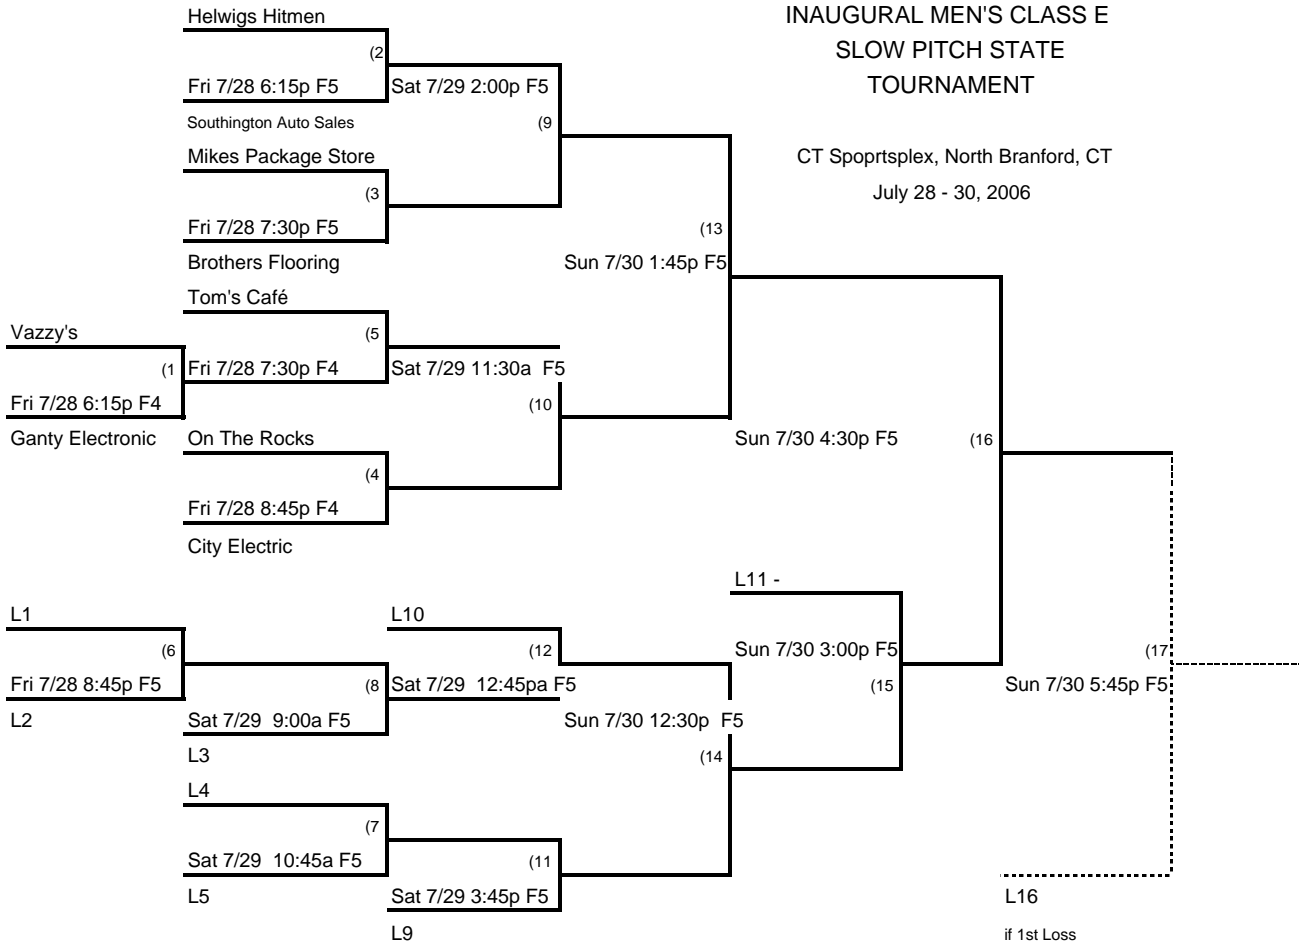 Helwigs Hitmen
INAUGURAL MEN'S CLASS E
SLOW PITCH STATE
TOURNAMENT
(2
Fri 7/28 6:15p F5
Sat 7/29 2:00p F5
Southington Auto Sales
(9
Mikes Package Store
CT Spoprtsplex, North Branford, CT
July 28 - 30, 2006
(3
Fri 7/28 7:30p F5
(13
Brothers Flooring
Sun 7/30 1:45p F5
Tom's Café
Vazzy's
(5
(1
Fri 7/28 7:30p F4
Sat 7/29 11:30a  F5
Fri 7/28 6:15p F4
(10
Ganty Electronic
On The Rocks
Sun 7/30 4:30p F5
(16
(4
Fri 7/28 8:45p F4
City Electric
L11 -
L1
L10
(6
(12
Sun 7/30 3:00p F5
(17
Fri 7/28 8:45p F5
(8
Sat 7/29  12:45pa F5
(15
Sun 7/30 5:45p F5
L2
Sat 7/29  9:00a F5
Sun 7/30 12:30p  F5
L3
(14
L4
(7
Sat 7/29  10:45a F5
(11
L5
Sat 7/29 3:45p F5
L16
L9
if 1st Loss